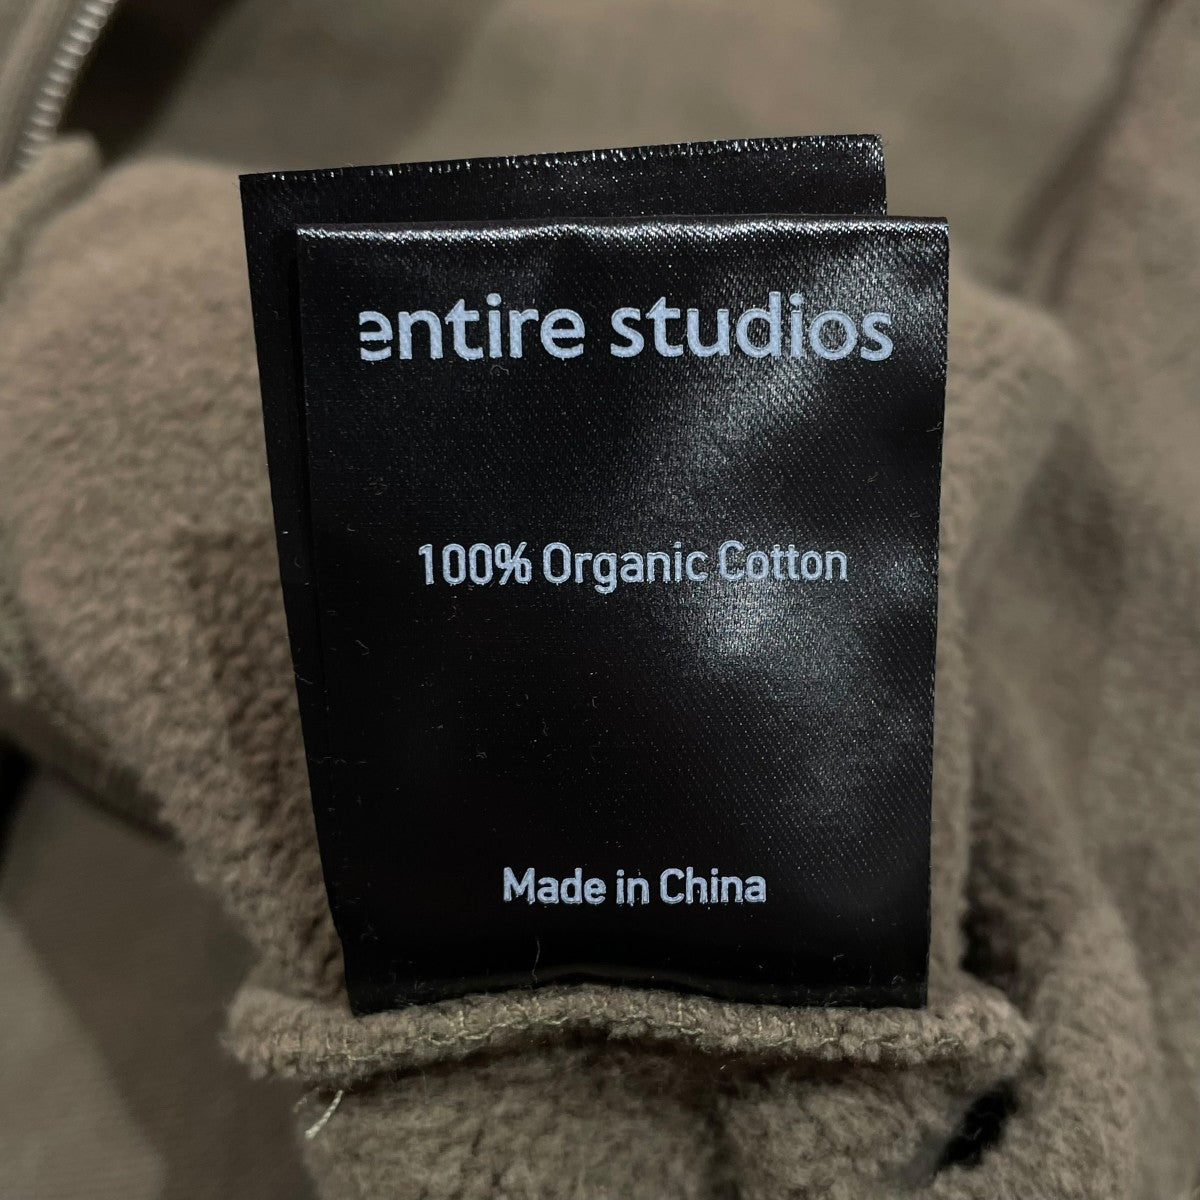 entire studios
100% Organic Cotton
Made in China